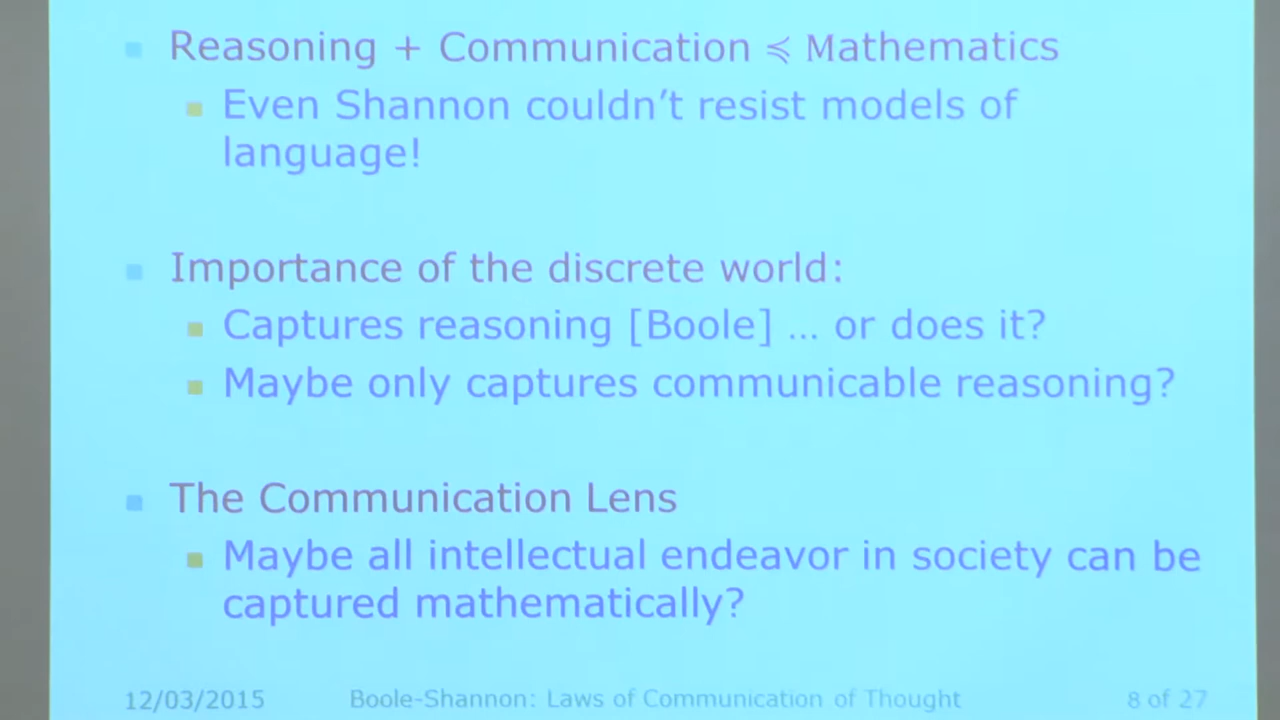 Reasoning + Communication ≼ Mathematics
Even Shannon couldn't resist models of
language!
Importance of the discrete world:
Captures reasoning [Boole] … or does it?
Maybe only captures communicable reasoning?
The Communication Lens
Maybe all intellectual endeavor in society can be
captured mathematically?
12/03/2015 Boole-Shannon: Laws of Communication of Thought 8 of 27